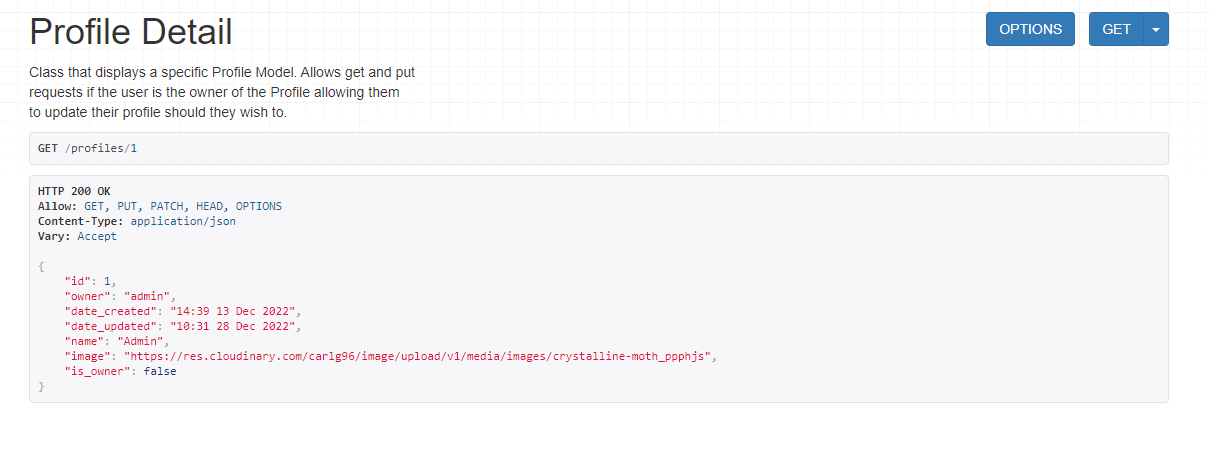 Profile Detail
OPTIONS
GET
Class that displays a specific Profile Model. Allows get and put
requests if the user is the owner of the Profile allowing them
to update their profile should they wish to.
GET /profiles/1
HTTP 200 OK
Allow: GET, PUT, PATCH, HEAD, OPTIONS
Content-Type: application/json
Vary: Accept
{
    "id": 1,
    "owner": "admin",
    "date_created": "14:39 13 Dec 2022",
    "date_updated": "10:31 28 Dec 2022",
    "name": "Admin",
    "image": "https://res.cloudinary.com/carlg96/image/upload/v1/media/images/crystalline-moth_ppphjs",
    "is_owner": false
}